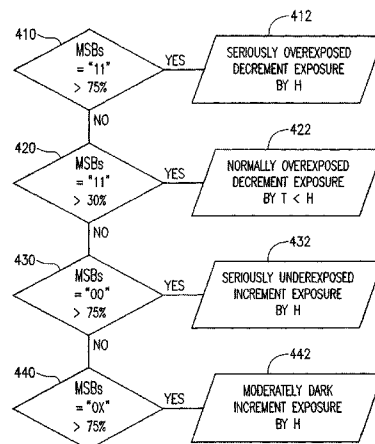 410
MSBs
= "11"
> 75%
YES
412
SERIOUSLY OVEREXPOSED
DECREMENT EXPOSURE
BY H
NO
420
MSBs
= "11"
> 30%
YES
422
NORMALLY OVEREXPOSED
DECREMENT EXPOSURE
BY T < H
NO
430
MSBs
= "00"
> 75%
YES
432
SERIOUSLY UNDEREXPOSED
INCREMENT EXPOSURE
BY H
NO
440
MSBs
= "0X"
> 75%
YES
442
MODERATELY DARK
INCREMENT EXPOSURE
BY H